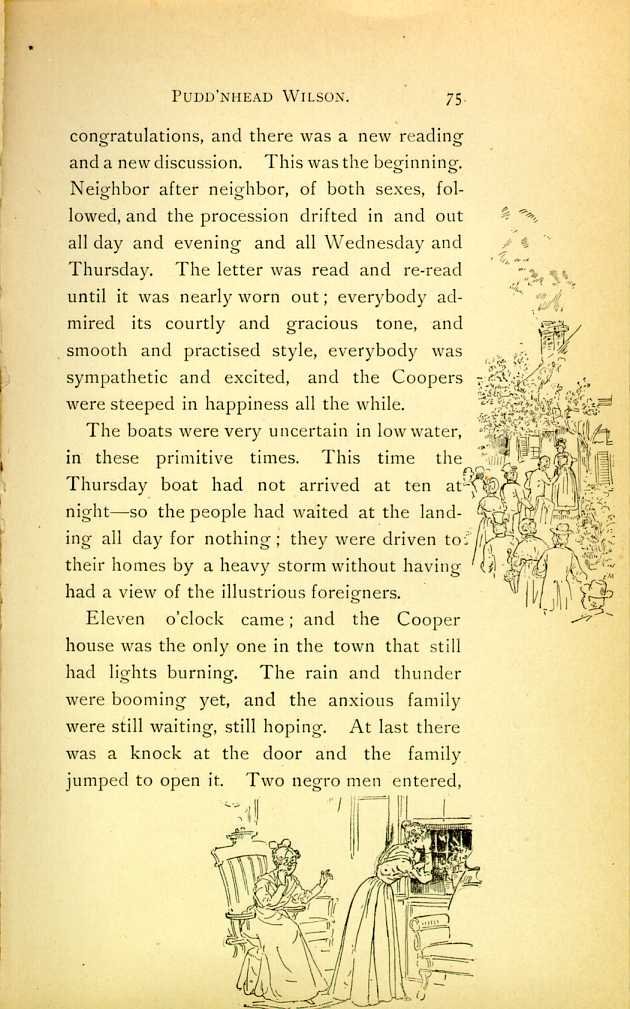 PUDD'NHEAD WILSON. 75
congratulations, and there was a new reading
and a new discussion. This was the beginning.
Neighbor after neighbor, of both sexes, fol-
lowed, and the procession drifted in and out
all day and evening and all Wednesday and
Thursday. The letter was read and re-read
until it was nearly worn out; everybody ad-
mired its courtly and gracious tone, and
smooth and practised style, everybody was
sympathetic and excited, and the Coopers
were steeped in happiness all the while.
The boats were very uncertain in low water,
in these primitive times. This time the
Thursday boat had not arrived at ten at
night—so the people had waited at the land-
ing all day for nothing; they were driven to
their homes by a heavy storm without having
had a view of the illustrious foreigners.
Eleven o'clock came; and the Cooper
house was the only one in the town that still
had lights burning. The rain and thunder
were booming yet, and the anxious family
were still waiting, still hoping. At last there
was a knock at the door and the family
jumped to open it. Two negro men entered,